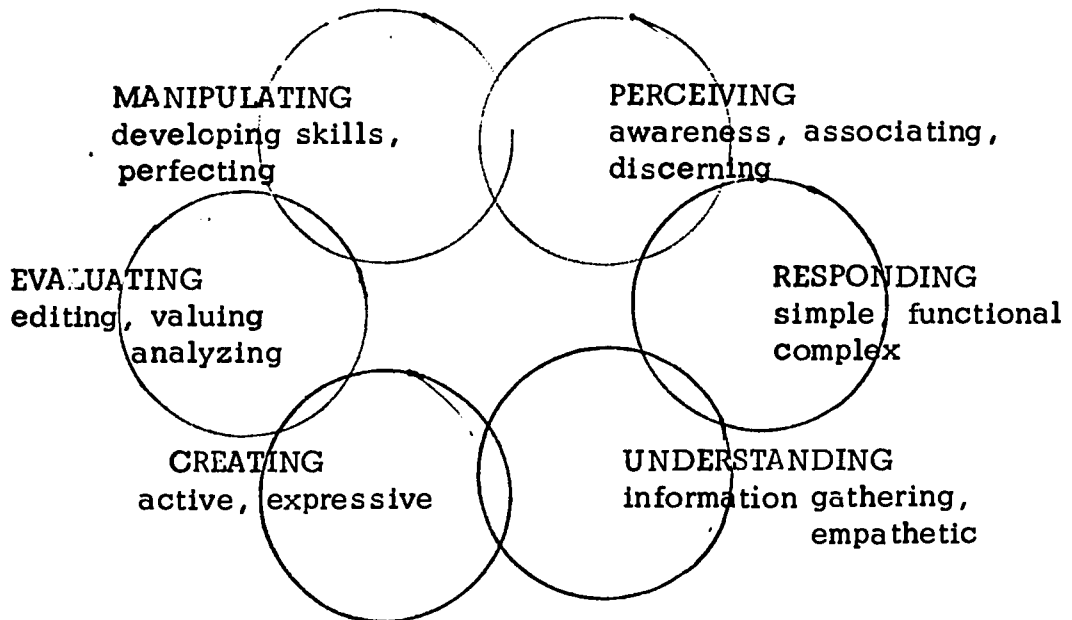 MANIPULATING
developing skills,
perfecting
PERCEIVING
awareness, associating,
discerning
EVALUATING
editing, valuing
analyzing
RESPONDING
simple, functional
complex
CREATING
active, expressive
UNDERSTANDING
information gathering,
empathetic